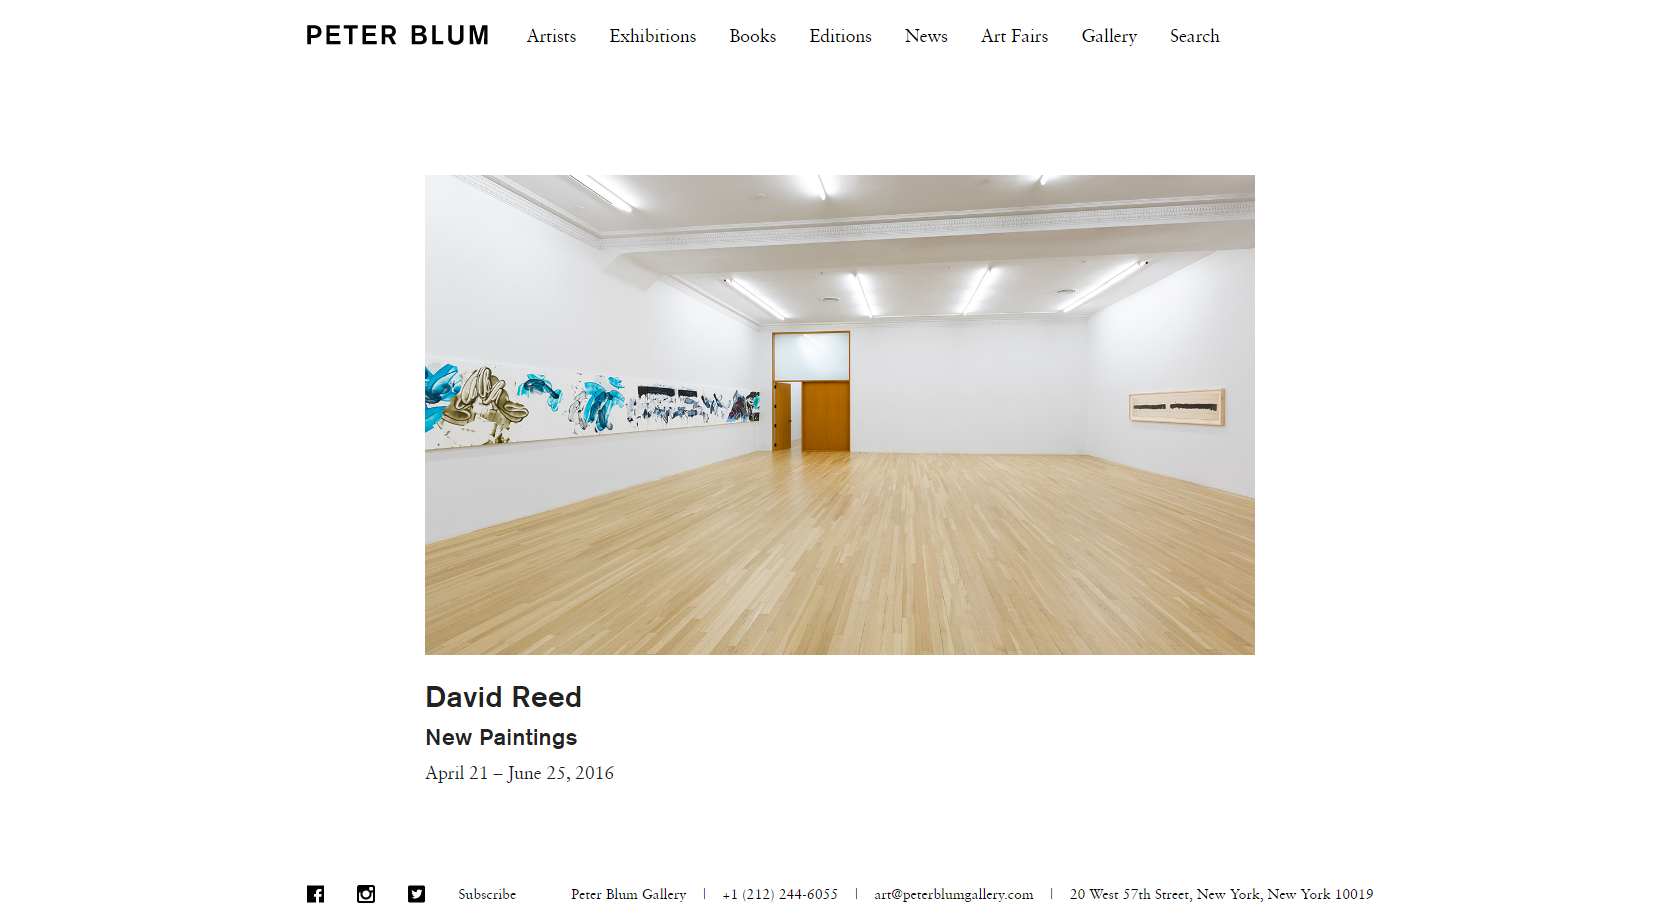 PETER BLUM Artists Exhibitions Books Editions News Art Fairs Gallery Search
David Reed
New Paintings
April 21 – June 25, 2016
Subscribe Peter Blum Gallery | +1 (212) 244-6055 | art@peterblumgallery.com | 20 West 57th Street, New York, New York 10019